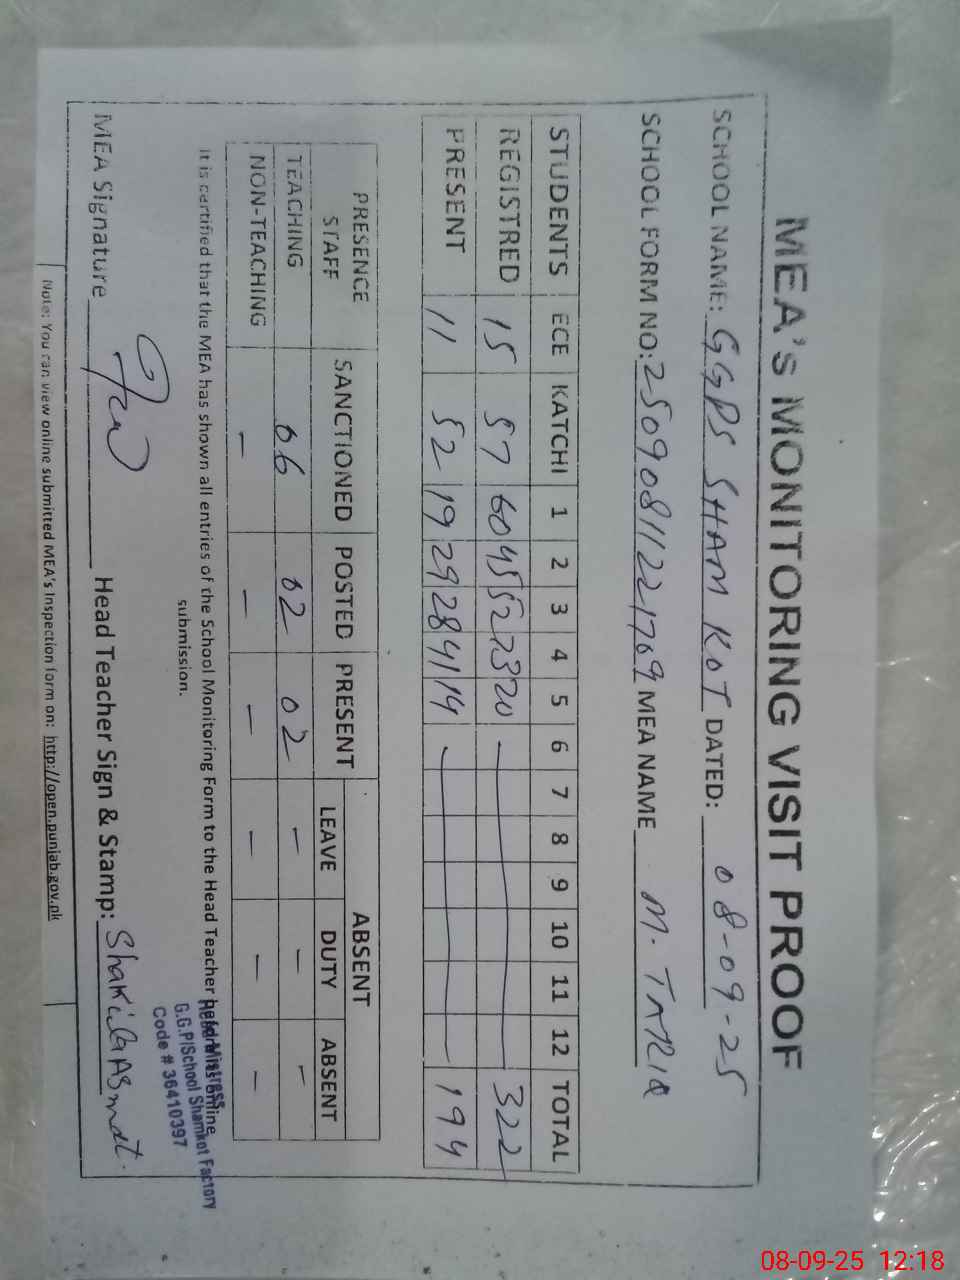 MEA's MONITORING VISIT PROOF
SCHOOL NAME: GGPS SHAM KOT DATED: 08-09-25
SCHOOL FORM NO: 25090811221769 MEA NAME M. TARIQ
STUDENTS ECE KATCHI 1 2 3 4 5 6 7 8 9 10 11 12 TOTAL
REGISTRED 15 57 60 45 52 73 20 — 322
PRESENT 11 52 19 29 28 41 14 — 194
PRESENCE STAFF SANCTIONED POSTED PRESENT ABSENT
LEAVE DUTY ABSENT
TEACHING 06 02 02 — — —
NON-TEACHING — — — — — —
It is certified that the MEA has shown all entries of the School Monitoring Form to the Head Teacher before its online
submission.
Head Mistress
G.G.P/School Shamkot Factory
Code # 36410397
MEA Signature Head Teacher Sign & Stamp: Shakila Asmat.
Note: You can view online submitted MEA's Inspection form on: http://open.punjab.gov.pk
08-09-25 12:18